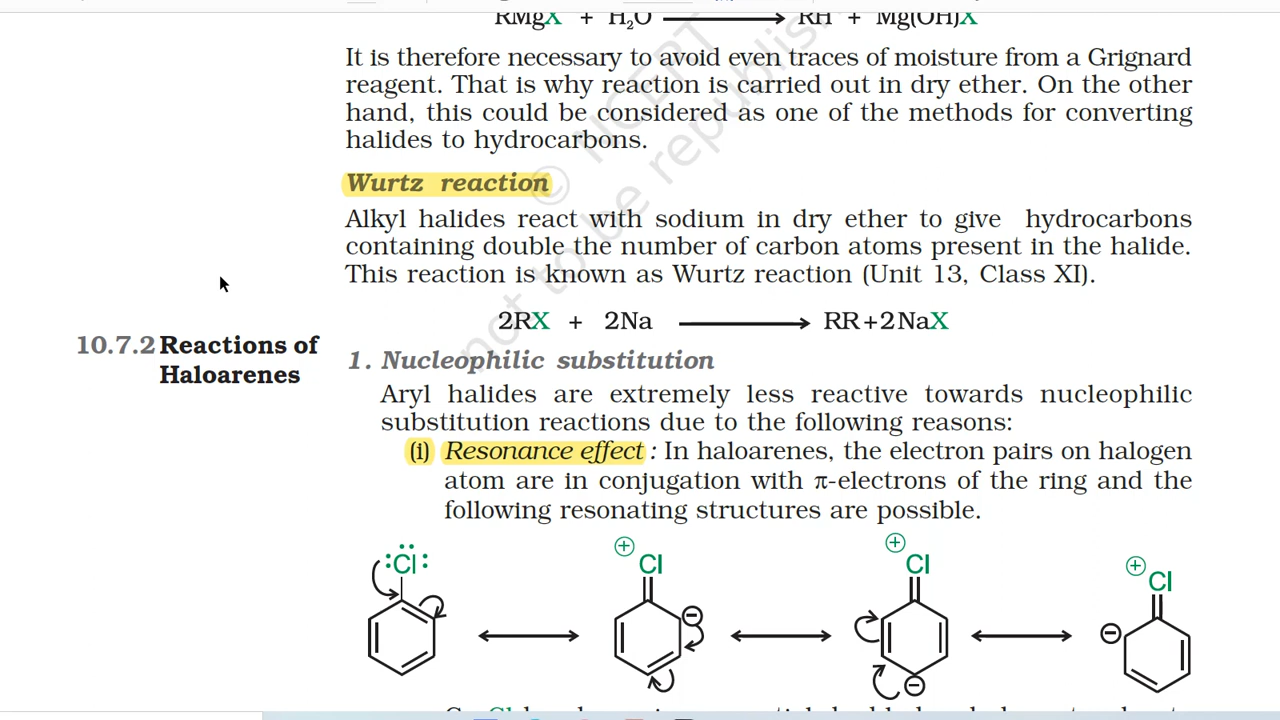 RMgX + H₂O ⟶ RH + Mg(OH)X
It is therefore necessary to avoid even traces of moisture from a Grignard
reagent. That is why reaction is carried out in dry ether. On the other
hand, this could be considered as one of the methods for converting
halides to hydrocarbons.
Wurtz reaction
Alkyl halides react with sodium in dry ether to give hydrocarbons
containing double the number of carbon atoms present in the halide.
This reaction is known as Wurtz reaction (Unit 13, Class XI).
2RX + 2Na ⟶ RR+2NaX
10.7.2 Reactions of
Haloarenes
1. Nucleophilic substitution
Aryl halides are extremely less reactive towards nucleophilic
substitution reactions due to the following reasons:
(i) Resonance effect : In haloarenes, the electron pairs on halogen
atom are in conjugation with π-electrons of the ring and the
following resonating structures are possible.
:Cl: ⊕ Cl ⊕ Cl ⊕ Cl
⊖ ⊖ ⊖
© NCERT
not to be republish